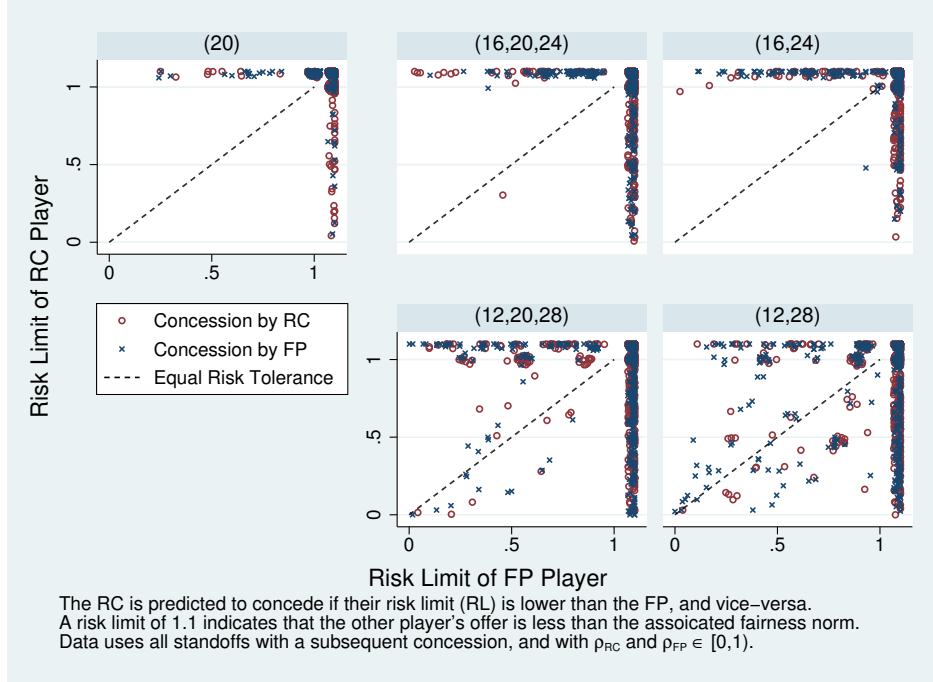 (20)
(16,20,24)
(16,24)
1
.5
0
0
.5
1
Concession by RC
Concession by FP
Equal Risk Tolerance
(12,20,28)
(12,28)
1
.5
0
0
.5
1
0
.5
1
Risk Limit of RC Player
Risk Limit of FP Player
The RC is predicted to concede if their risk limit (RL) is lower than the FP, and vice−versa.
A risk limit of 1.1 indicates that the other player's offer is less than the assoicated fairness norm.
Data uses all standoffs with a subsequent concession, and with ρRC and ρFP ∈ [0,1).